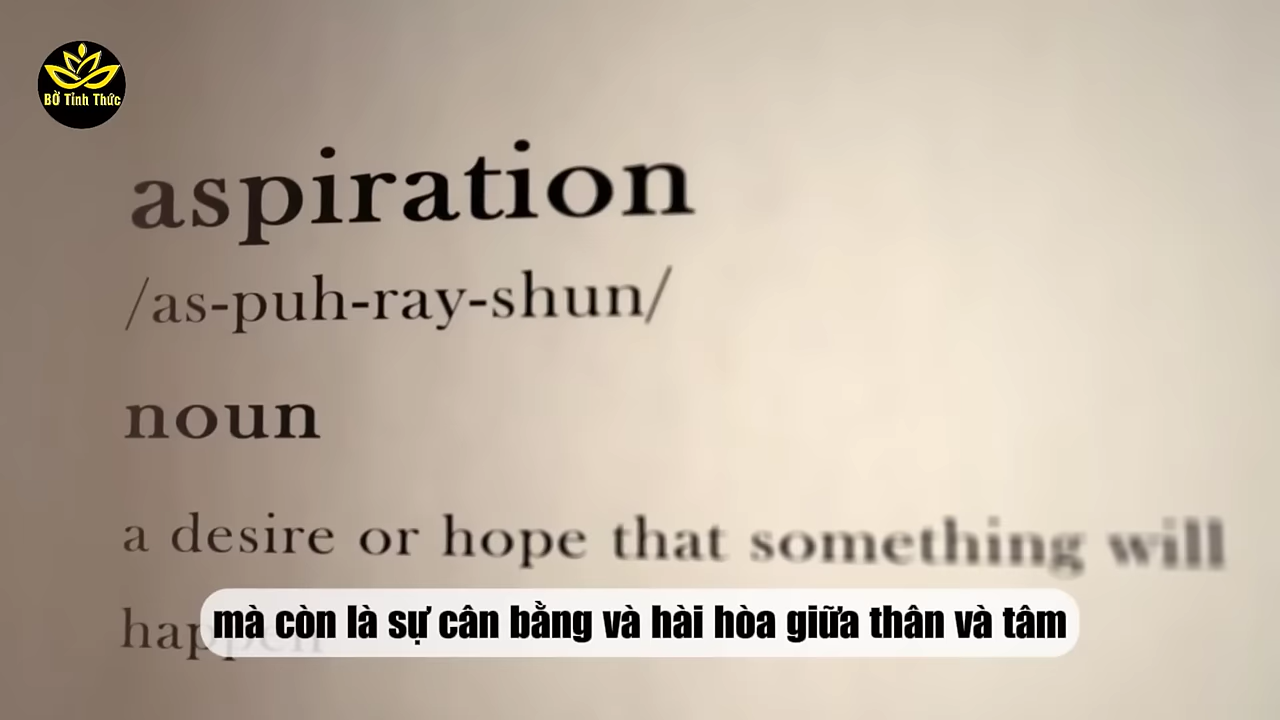 BỜ Tỉnh Thức
aspiration
/as-puh-ray-shun/
noun
a desire or hope that something will
happen
mà còn là sự cân bằng và hài hòa giữa thân và tâm